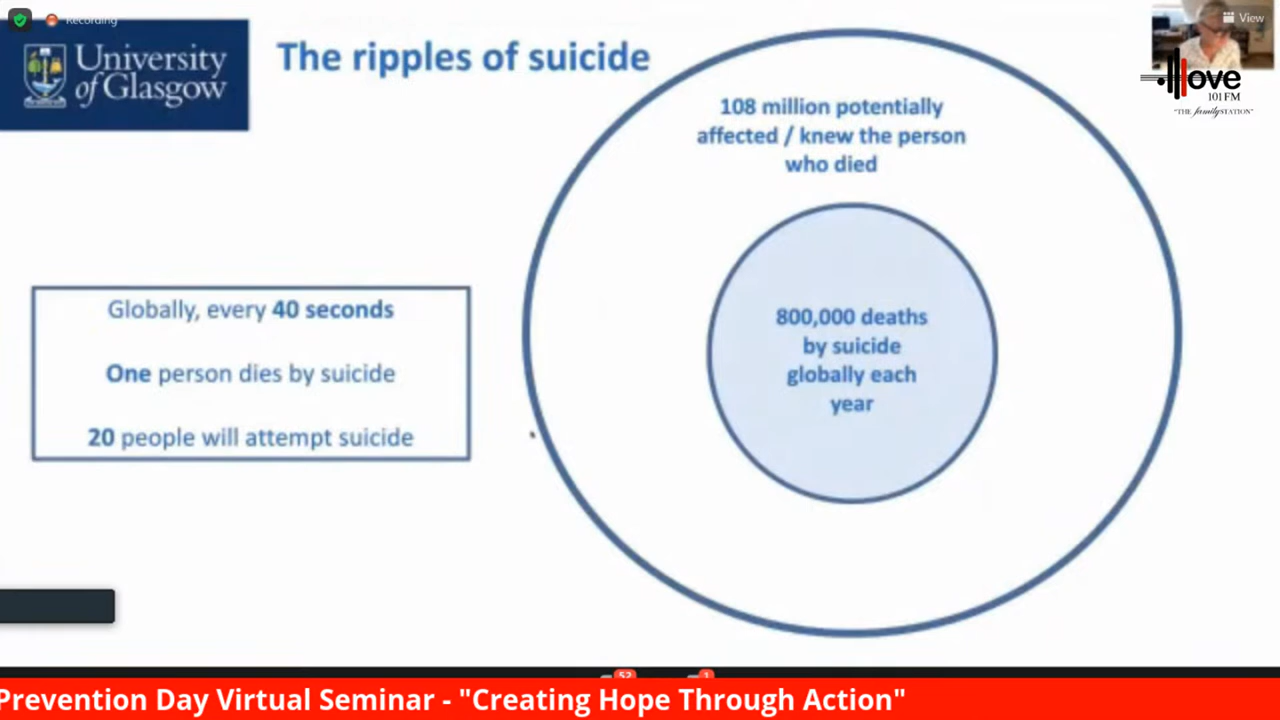 Recording
View
University
of Glasgow
The ripples of suicide
love
101 FM
"THE family STATION"
108 million potentially
affected / knew the person
who died
Globally, every 40 seconds
One person dies by suicide
20 people will attempt suicide
800,000 deaths
by suicide
globally each
year
52
1
Prevention Day Virtual Seminar - "Creating Hope Through Action"